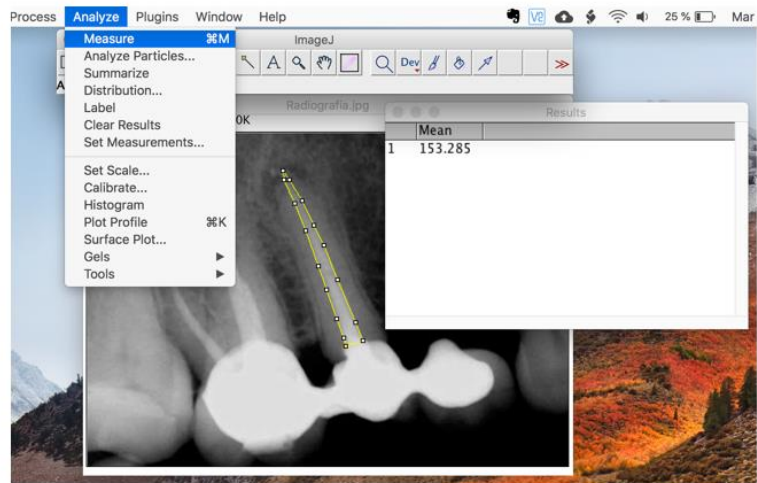 Process Analyze Plugins Window Help 25 % Mar
Measure ⌘M
Analyze Particles...
Summarize
Distribution...
Label
Clear Results
Set Measurements...
Set Scale...
Calibrate...
Histogram
Plot Profile ⌘K
Surface Plot...
Gels
Tools
ImageJ
A Dev
Radiografia.jpg
0K
Results
Mean
1 153.285